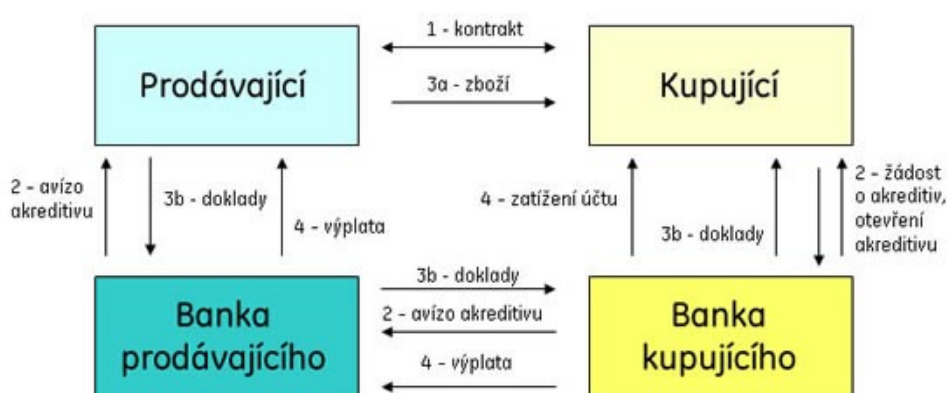 1 - kontrakt
Prodávající
Kupující
3a - zboží
2 - avízo
akreditivu
3b - doklady
4 - výplata
4 - zatížení účtu
3b - doklady
2 - žádost
o akreditiv,
otevření
akreditivu
3b - doklady
Banka
prodávajícího
2 - avízo akreditivu
Banka
kupujícího
4 - výplata